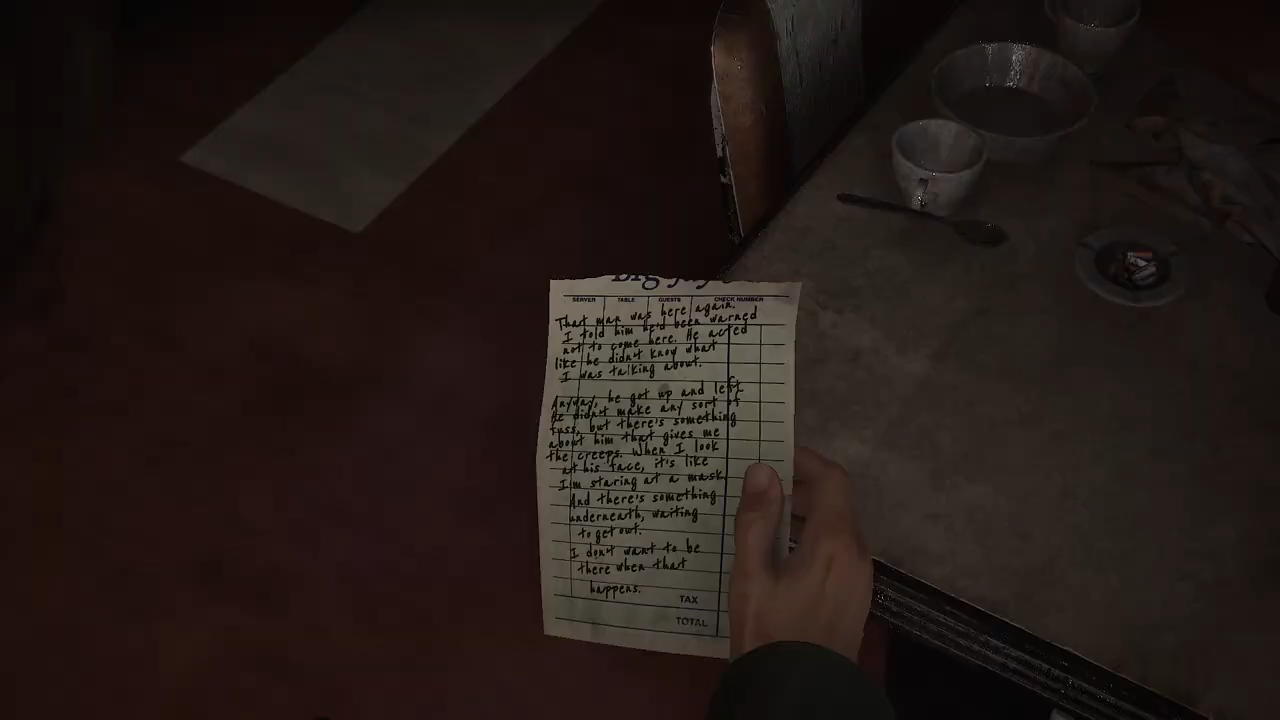 Big Jay
SERVER TABLE GUESTS CHECK NUMBER
That man was here again.
I told him he'd been warned
not to come here. He acted
like he didn't know what
I was talking about.
Anyway, he got up and left
He didn't make any sort of
fuss, but there's something
about him that gives me
the creeps. When I look
at his face, it's like
I'm staring at a mask
And there's something
underneath, waiting
to get out.
I don't want to be
there when that
happens.
TAX
TOTAL